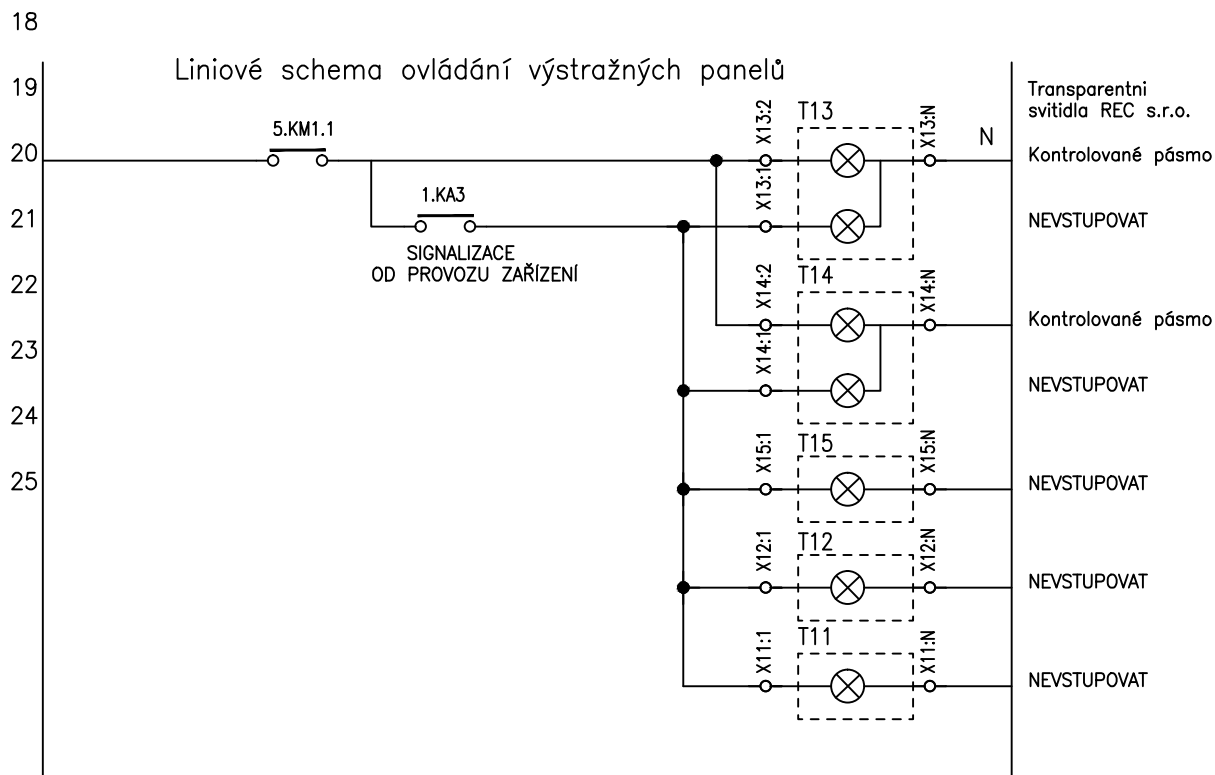 18
Liniové schema ovládání výstražných panelů
19
Transparentni
svitidla REC s.r.o.
X13:2
T13
X13:N
N
5.KM1.1
20
Kontrolované pásmo
X13:1
1.KA3
21
NEVSTUPOVAT
SIGNALIZACE
OD PROVOZU ZAŘÍZENÍ
X14:2
T14
X14:N
22
Kontrolované pásmo
X14:1
23
NEVSTUPOVAT
24
X15:1
T15
X15:N
25
NEVSTUPOVAT
X12:1
T12
X12:N
NEVSTUPOVAT
X11:1
T11
X11:N
NEVSTUPOVAT